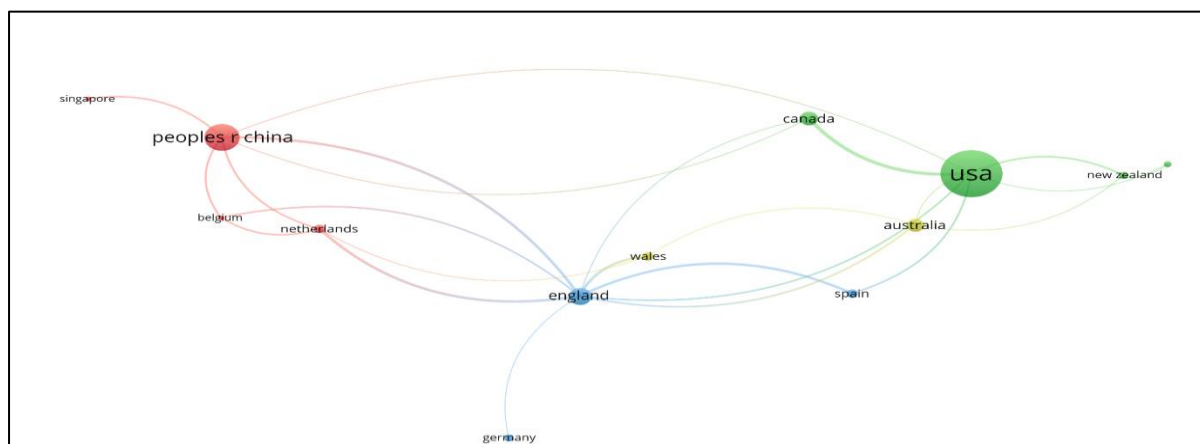 singapore
peoples r china
canada
usa
new zealand
belgium
netherlands
australia
wales
england
spain
germany